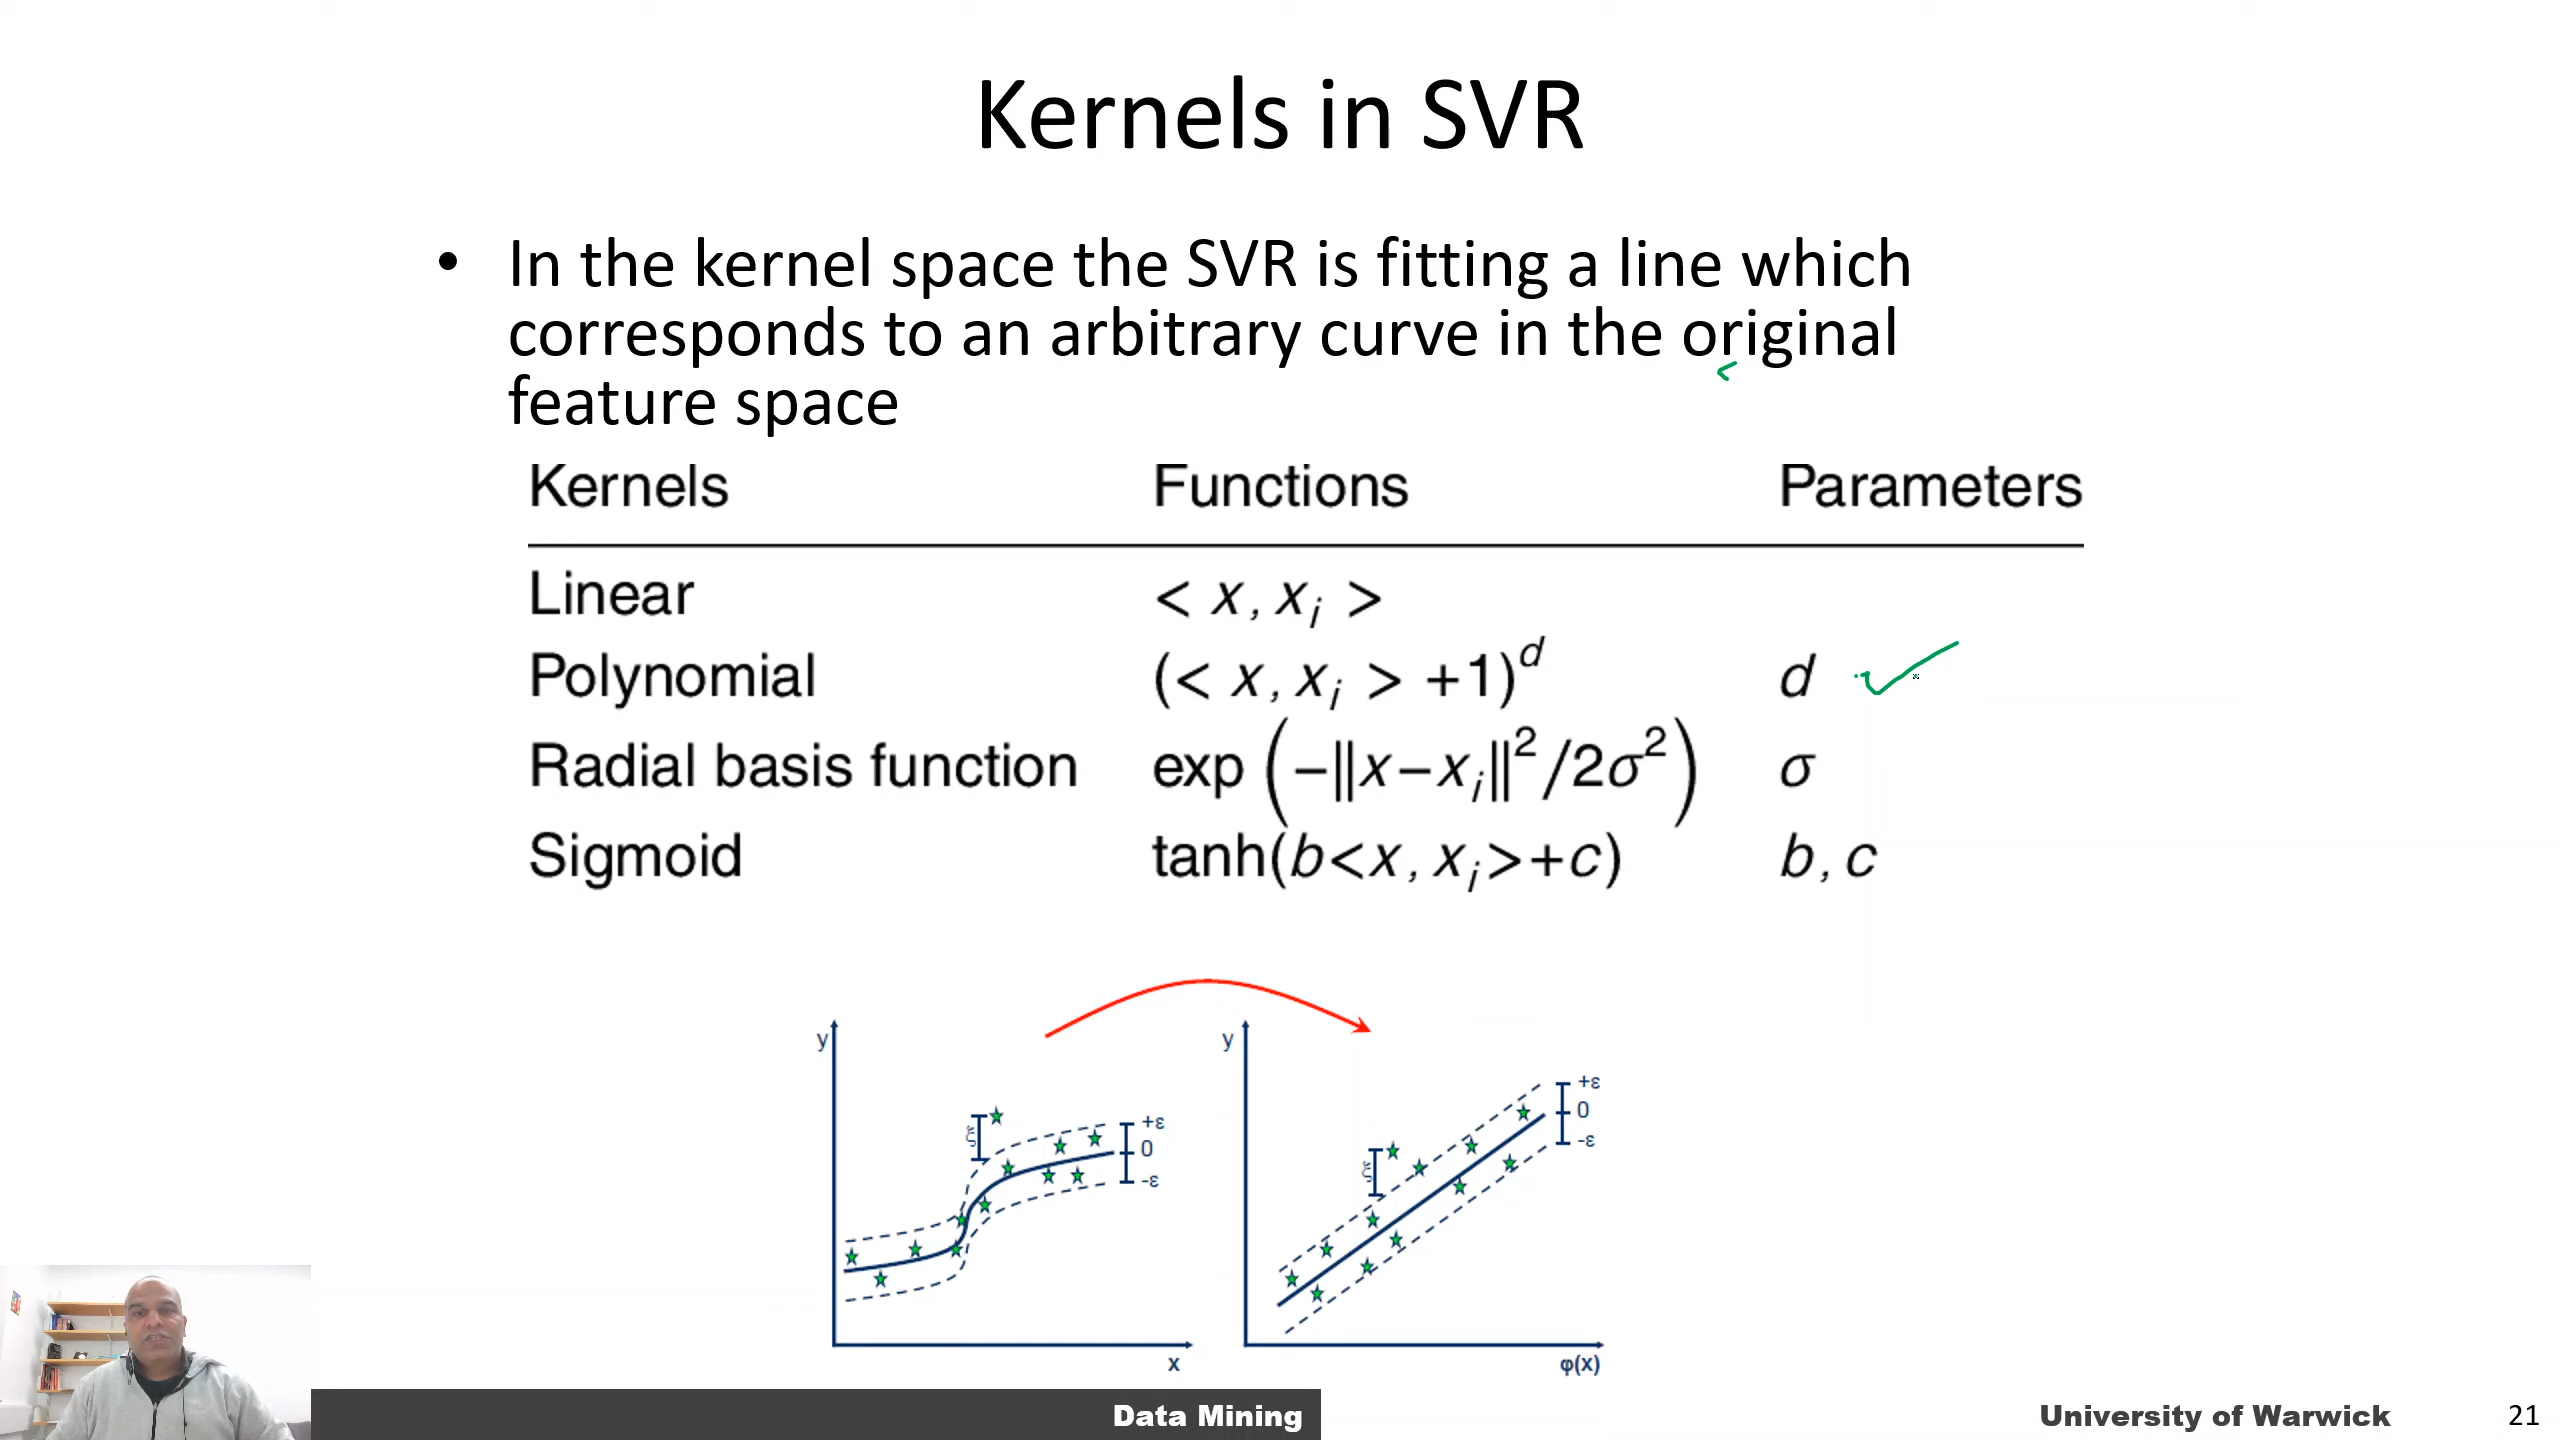 Kernels in SVR
• In the kernel space the SVR is fitting a line which
corresponds to an arbitrary curve in the original
feature space
Kernels Functions Parameters
Linear < x, xᵢ >
Polynomial (< x, xᵢ > +1)ᵈ d
Radial basis function exp (−‖x−xᵢ‖²/2σ²) σ
Sigmoid tanh(b<x, xᵢ>+c) b, c
y
ξ
+ε
0
-ε
x
y
ξ
+ε
0
-ε
φ(x)
Data Mining
University of Warwick 21